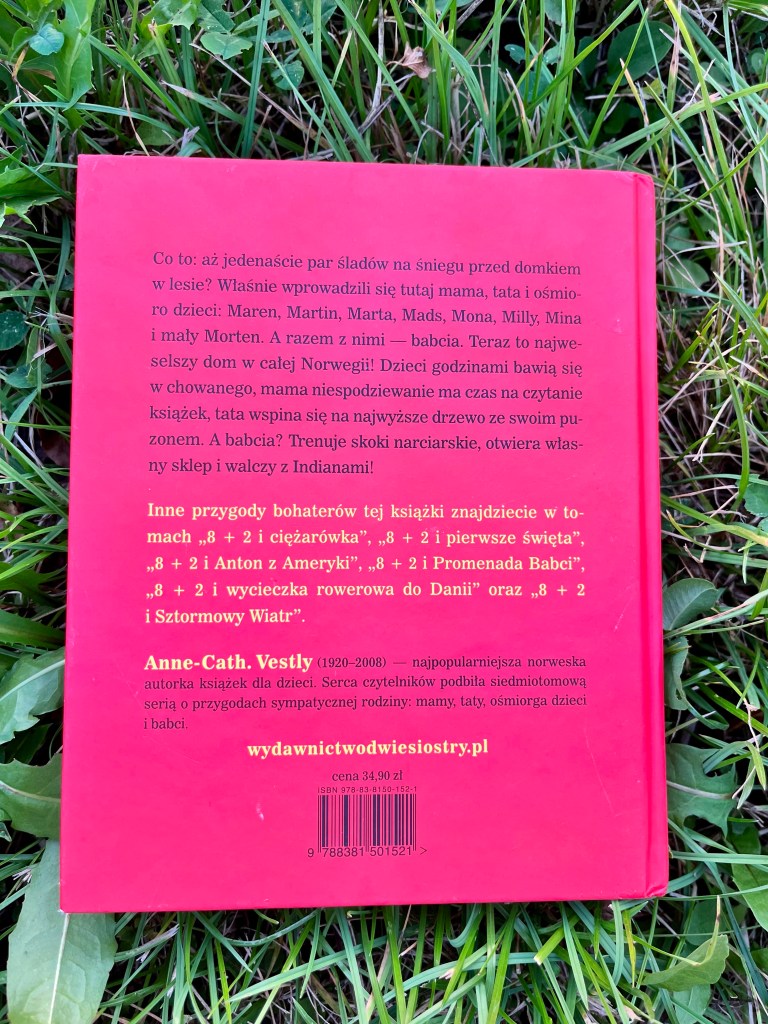 Co to: aż jedenaście par śladów na śniegu przed domkiem
w lesie? Właśnie wprowadzili się tutaj mama, tata i ośmio-
ro dzieci: Maren, Martin, Marta, Mads, Mona, Milly, Mina
i mały Morten. A razem z nimi — babcia. Teraz to najwe-
selszy dom w całej Norwegii! Dzieci godzinami bawią się
w chowanego, mama niespodziewanie ma czas na czytanie
książek, tata wspina się na najwyższe drzewo ze swoim pu-
zonem. A babcia? Trenuje skoki narciarskie, otwiera włas-
ny sklep i walczy z Indianami!
Inne przygody bohaterów tej książki znajdziecie w to-
mach „8 + 2 i ciężarówka”, „8 + 2 i pierwsze święta”,
„8 + 2 i Anton z Ameryki”, „8 + 2 i Promenada Babci”,
„8 + 2 i wycieczka rowerowa do Danii” oraz „8 + 2
i Sztormowy Wiatr”.
Anne-Cath. Vestly (1920–2008) — najpopularniejsza norweska
autorka książek dla dzieci. Serca czytelników podbiła siedmiotomową
serią o przygodach sympatycznej rodziny: mamy, taty, ośmiorga dzieci
i babci.
wydawnictwodwiesiostry.pl
cena 34,90 zł
ISBN 978-83-8150-152-1
9 788381 501521 >